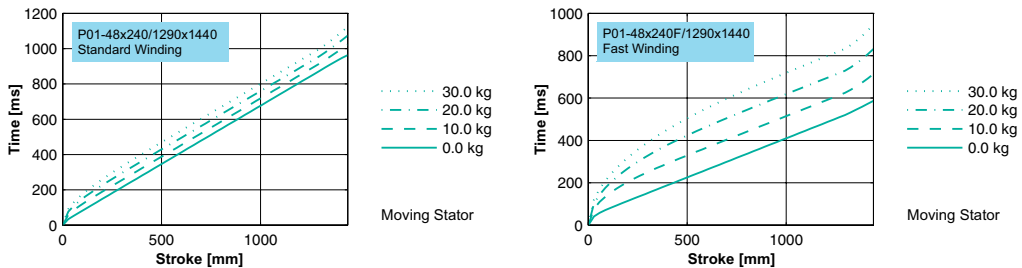 P01-48x240/1290x1440
Standard Winding
1200
1000
800
600
400
200
0
0 500 1000
Time [ms]
Stroke [mm]
30.0 kg
20.0 kg
10.0 kg
0.0 kg
Moving Stator
P01-48x240F/1290x1440
Fast Winding
1000
800
600
400
200
0
0 500 1000
Time [ms]
Stroke [mm]
30.0 kg
20.0 kg
10.0 kg
0.0 kg
Moving Stator